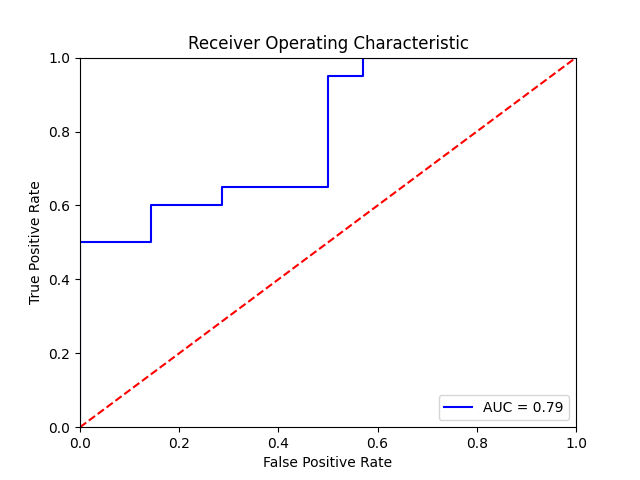 Receiver Operating Characteristic
True Positive Rate
1.0
0.8
0.6
0.4
0.2
0.0
AUC = 0.79
0.0 0.2 0.4 0.6 0.8 1.0
False Positive Rate